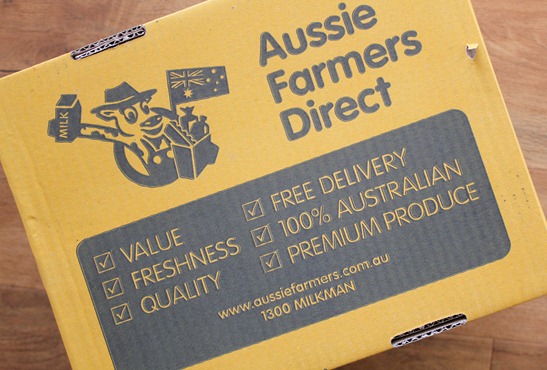 Aussie
Farmers
Direct
MILK
VALUE
FRESHNESS
QUALITY
FREE DELIVERY
100% AUSTRALIAN
PREMIUM PRODUCE
www.aussiefarmers.com.au
1300 MILKMAN